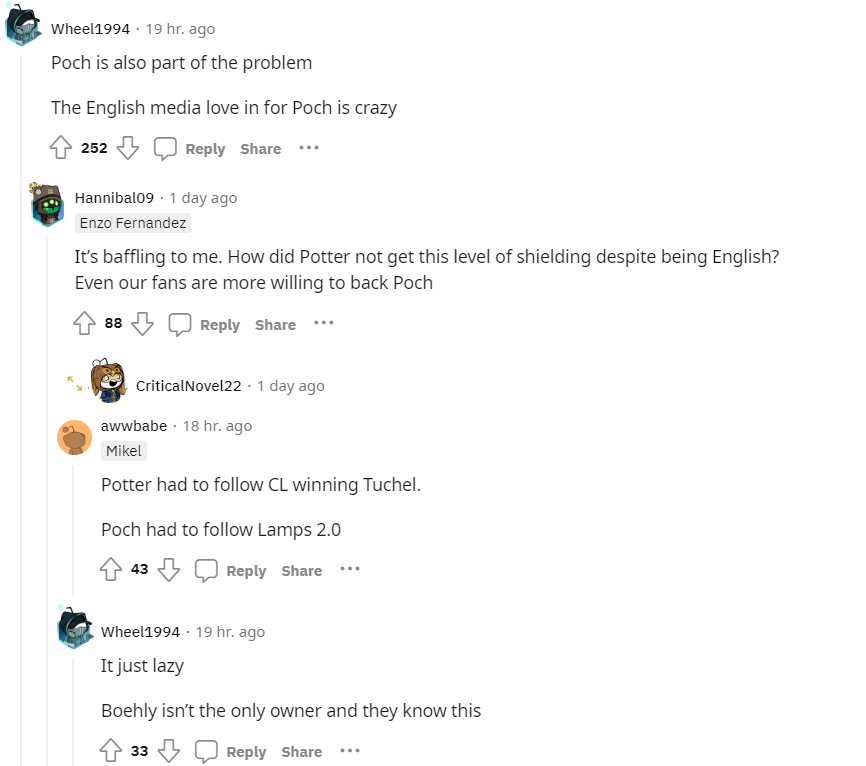 Wheel1994 · 19 hr. ago
Poch is also part of the problem
The English media love in for Poch is crazy
252 Reply Share ···
Hannibal09 · 1 day ago
Enzo Fernandez
It’s baffling to me. How did Potter not get this level of shielding despite being English?
Even our fans are more willing to back Poch
88 Reply Share ···
CriticalNovel22 · 1 day ago
awwbabe · 18 hr. ago
Mikel
Potter had to follow CL winning Tuchel.
Poch had to follow Lamps 2.0
43 Reply Share ···
Wheel1994 · 19 hr. ago
It just lazy
Boehly isn’t the only owner and they know this
33 Reply Share ···